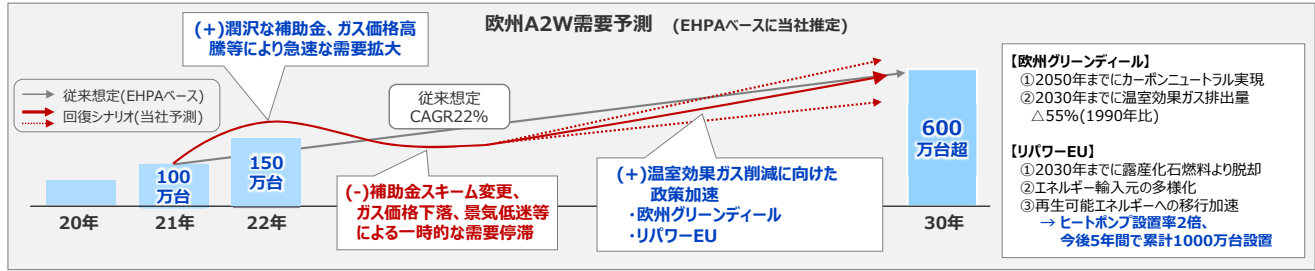 欧州A2W需要予測 (EHPAベースに当社推定)
(+)潤沢な補助金、ガス価格高
騰等により急速な需要拡大
従来想定(EHPAベース)
回復シナリオ(当社予測)
従来想定
CAGR22%
100
万台
150
万台
600
万台超
(-)補助金スキーム変更、
ガス価格下落、景気低迷等
による一時的な需要停滞
(+)温室効果ガス削減に向けた
政策加速
・欧州グリーンディール
・リパワーEU
20年
21年
22年
30年
【欧州グリーンディール】
①2050年までにカーボンニュートラル実現
②2030年までに温室効果ガス排出量
△55%(1990年比)
【リパワーEU】
①2030年までに露産化石燃料より脱却
②エネルギー輸入元の多様化
③再生可能エネルギーへの移行加速
→ ヒートポンプ設置率2倍、
今後5年間で累計1000万台設置